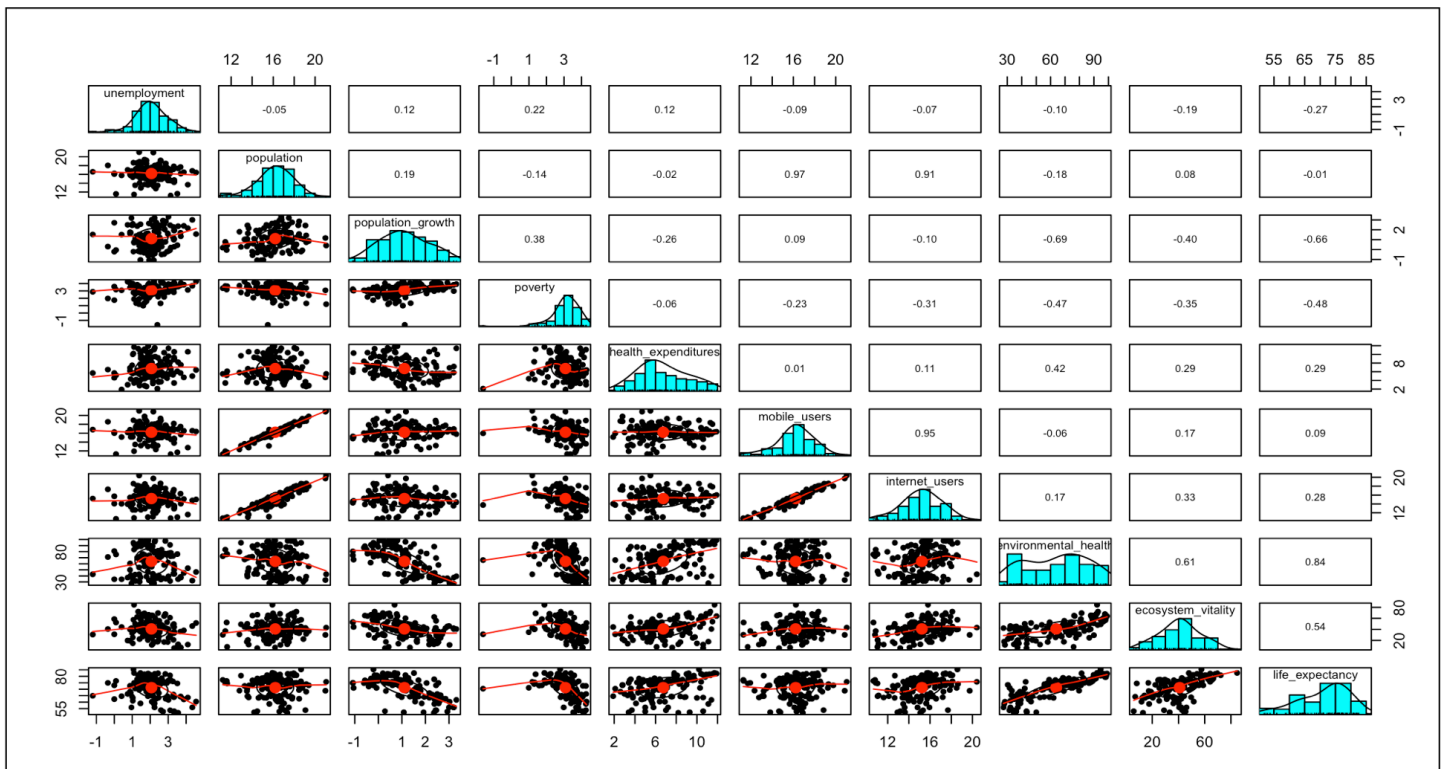 12 16 20 -1 1 3 12 16 20 30 60 90 55 65 75 85
unemployment -0.05 0.12 0.22 0.12 -0.09 -0.07 -0.10 -0.19 -0.27 -1 3
12 20 population 0.19 -0.14 -0.02 0.97 0.91 -0.18 0.08 -0.01
population_growth 0.38 -0.26 0.09 -0.10 -0.69 -0.40 -0.66 -1 2
-1 3 poverty -0.06 -0.23 -0.31 -0.47 -0.35 -0.48
health_expenditures 0.01 0.11 0.42 0.29 0.29 2 8
12 20 mobile_users 0.95 -0.06 0.17 0.09
internet_users 0.17 0.33 0.28 12 20
30 80 environmental_health 0.61 0.84
ecosystem_vitality 0.54 20 80
55 80 life_expectancy
-1 1 3 -1 1 2 3 2 6 10 12 16 20 20 60